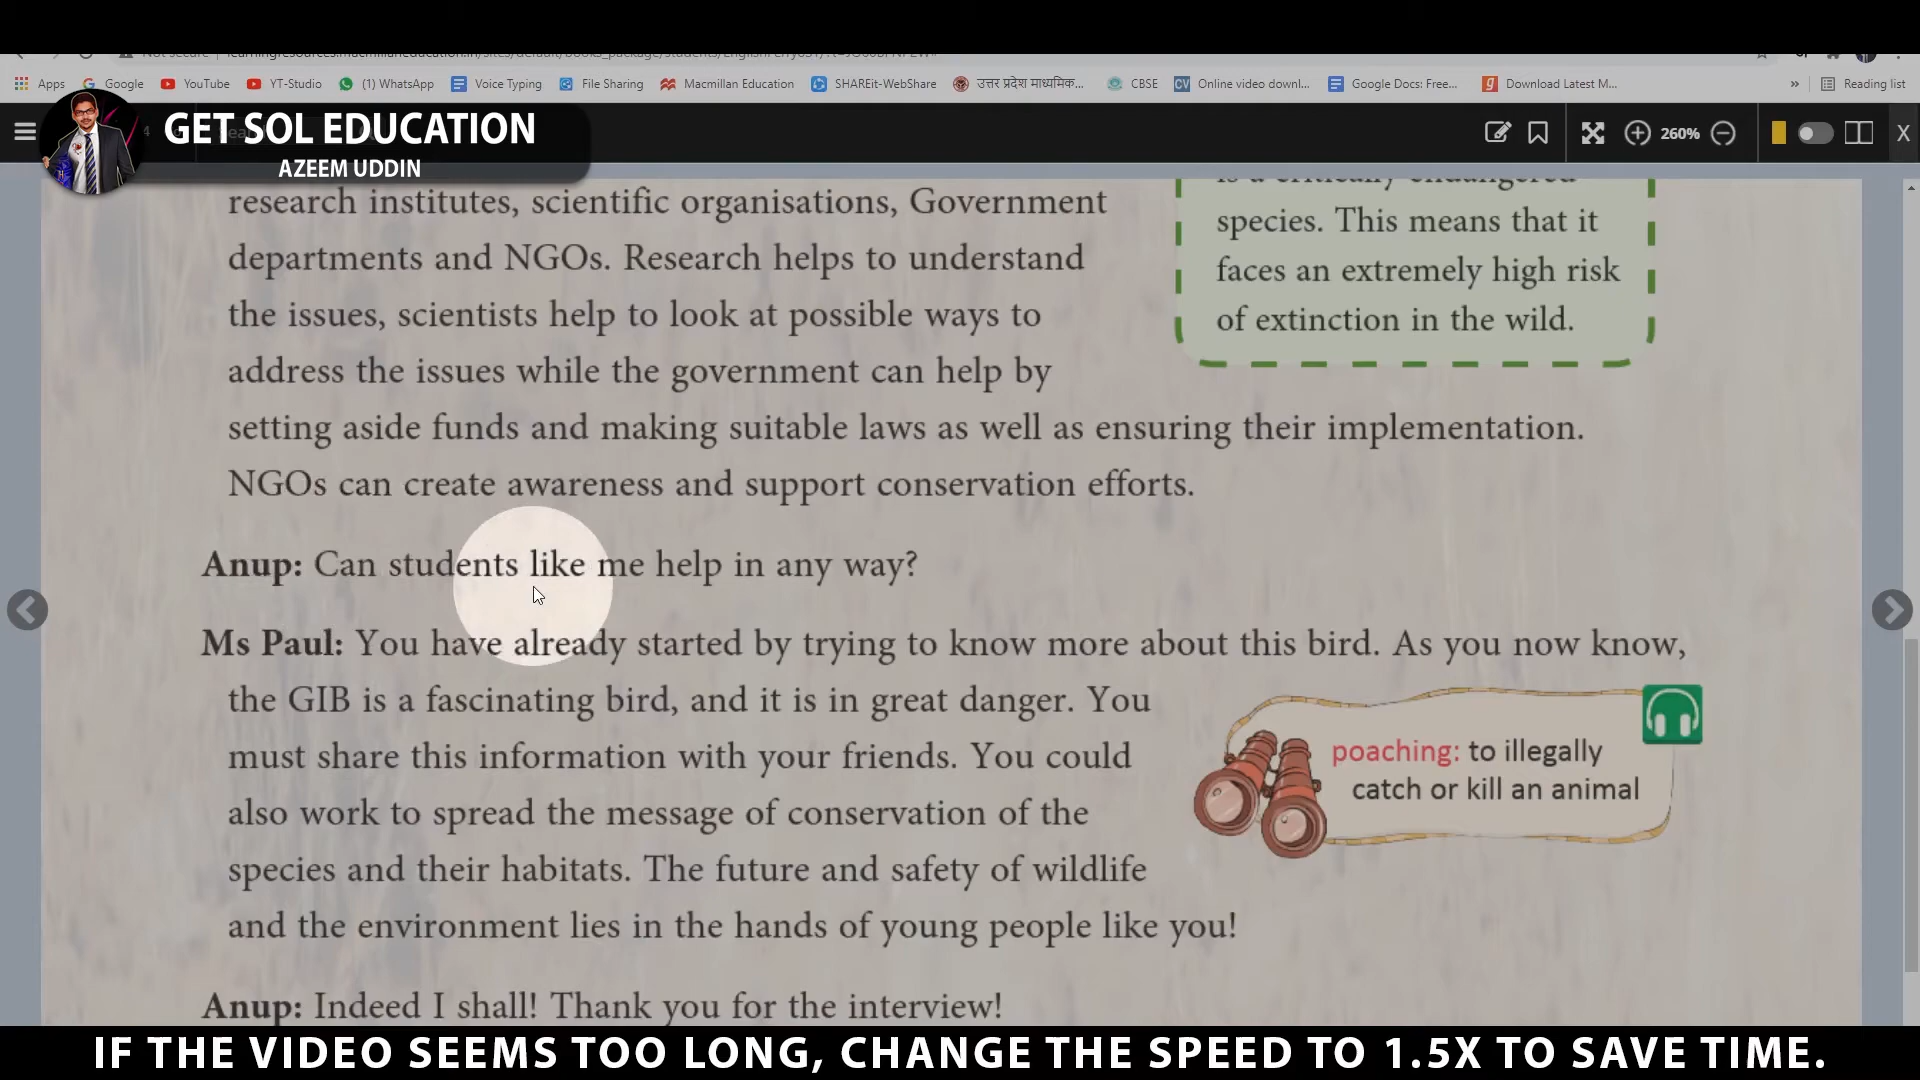 Apps Google YouTube YT-Studio (1) WhatsApp Voice Typing File Sharing Macmillan Education SHAREit-WebShare उत्तर प्रदेश माध्यमिक... CBSE Online video downl... Google Docs: Free... Download Latest M... » Reading list
GET SOL EDUCATION
AZEEM UDDIN
260%
X
research institutes, scientific organisations, Government
departments and NGOs. Research helps to understand
the issues, scientists help to look at possible ways to
address the issues while the government can help by
setting aside funds and making suitable laws as well as ensuring their implementation.
NGOs can create awareness and support conservation efforts.
is a critically endangered
species. This means that it
faces an extremely high risk
of extinction in the wild.
Anup: Can students like me help in any way?
Ms Paul: You have already started by trying to know more about this bird. As you now know,
the GIB is a fascinating bird, and it is in great danger. You
must share this information with your friends. You could
also work to spread the message of conservation of the
species and their habitats. The future and safety of wildlife
and the environment lies in the hands of young people like you!
poaching: to illegally
catch or kill an animal
Anup: Indeed I shall! Thank you for the interview!
IF THE VIDEO SEEMS TOO LONG, CHANGE THE SPEED TO 1.5X TO SAVE TIME.